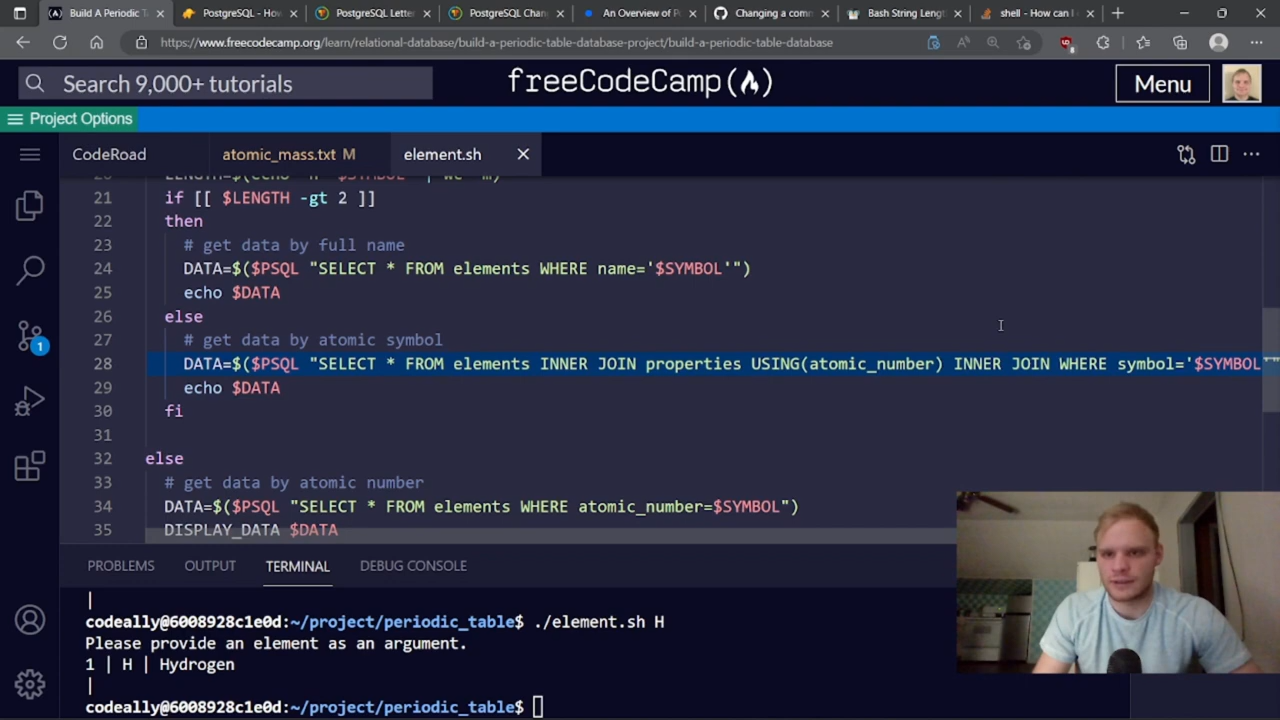 Build A Periodic T
PostgreSQL - How
PostgreSQL Lette
PostgreSQL Chan
An Overview of P
Changing a comm
Bash String Leng
shell - How can I
https://www.freecodecamp.org/learn/relational-database/build-a-periodic-table-database-project/build-a-periodic-table-database
Search 9,000+ tutorials
freeCodeCamp
Menu
Project Options
CodeRoad
atomic_mass.txt M
element.sh
21 if [[ $LENGTH -gt 2 ]]
22 then
23 # get data by full name
24 DATA=$($PSQL "SELECT * FROM elements WHERE name='$SYMBOL'")
25 echo $DATA
26 else
27 # get data by atomic symbol
28 DATA=$($PSQL "SELECT * FROM elements INNER JOIN properties USING(atomic_number) INNER JOIN WHERE symbol='$SYMBOL'"
29 echo $DATA
30 fi
31
32 else
33 # get data by atomic number
34 DATA=$($PSQL "SELECT * FROM elements WHERE atomic_number=$SYMBOL")
35 DISPLAY_DATA $DATA
1
PROBLEMS
OUTPUT
TERMINAL
DEBUG CONSOLE
|
codeally@6008928c1e0d:~/project/periodic_table$ ./element.sh H
Please provide an element as an argument.
1 | H | Hydrogen
|
codeally@6008928c1e0d:~/project/periodic_table$